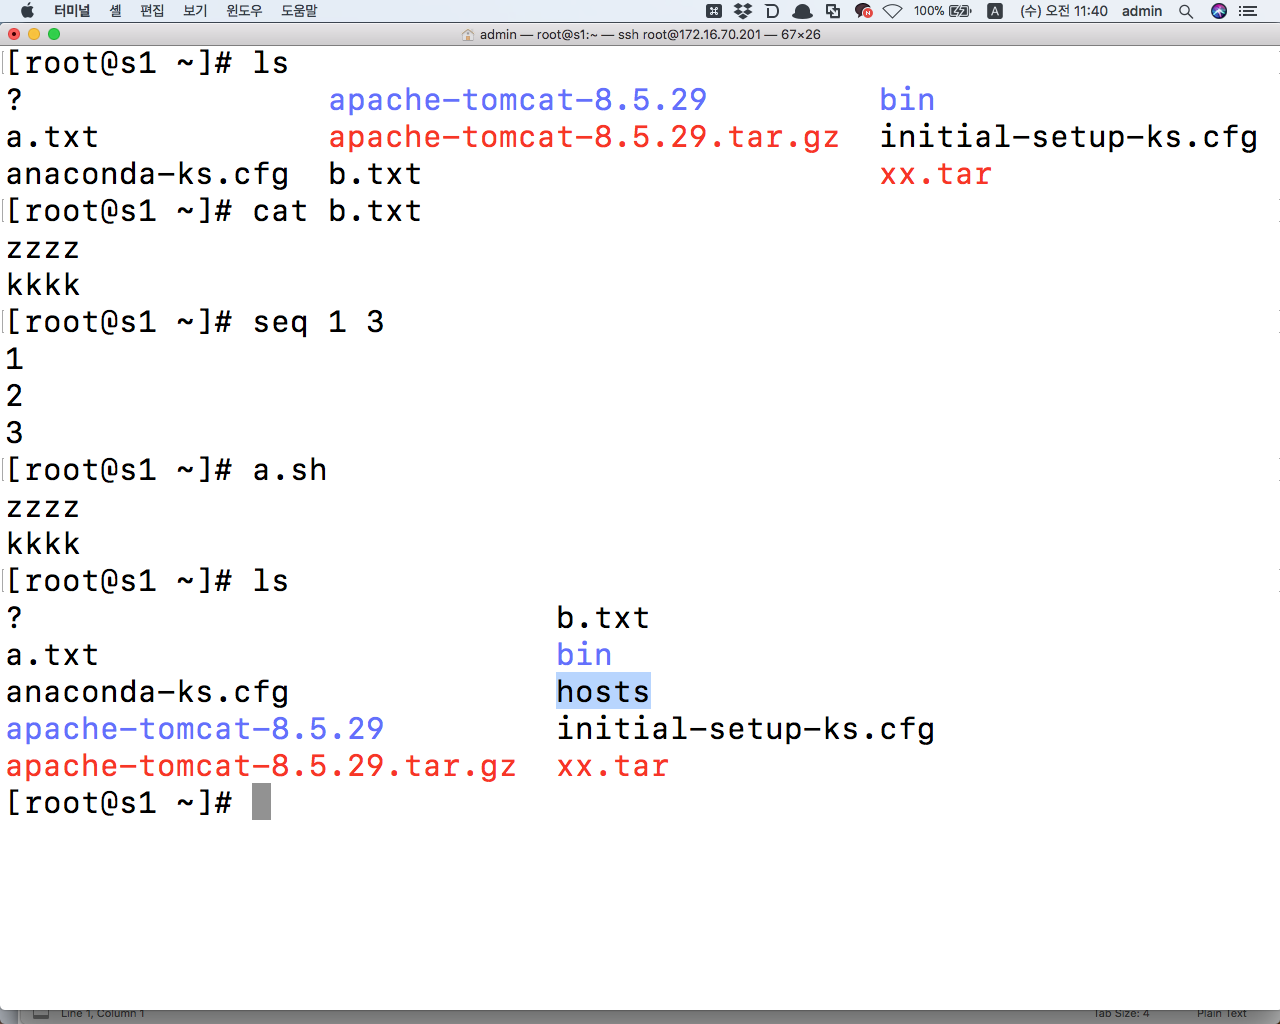 터미널 셸 편집 보기 윈도우 도움말 100% A (수) 오전 11:40 admin
admin — root@s1:~ — ssh root@172.16.70.201 — 67×26
[root@s1 ~]# ls
? apache-tomcat-8.5.29 bin
a.txt apache-tomcat-8.5.29.tar.gz initial-setup-ks.cfg
anaconda-ks.cfg b.txt xx.tar
[root@s1 ~]# cat b.txt
zzzz
kkkk
[root@s1 ~]# seq 1 3
1
2
3
[root@s1 ~]# a.sh
zzzz
kkkk
[root@s1 ~]# ls
? b.txt
a.txt bin
anaconda-ks.cfg hosts
apache-tomcat-8.5.29 initial-setup-ks.cfg
apache-tomcat-8.5.29.tar.gz xx.tar
[root@s1 ~]#
Line 1, Column 1 Tab Size: 4 Plain Text